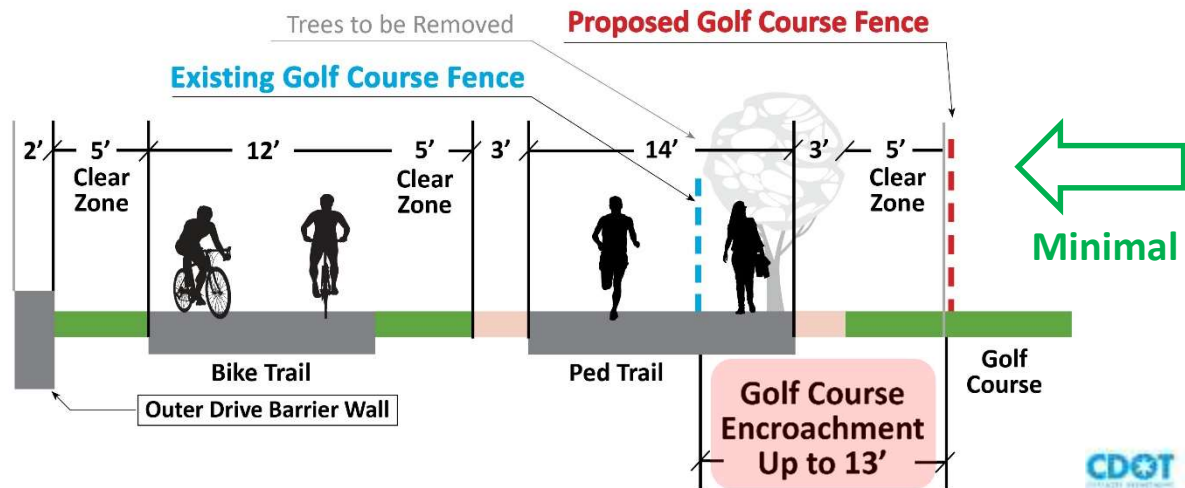 Trees to be Removed
Proposed Golf Course Fence
Existing Golf Course Fence
2’
5’
12’
5’
3’
14’
3’
5’
Clear
Zone
Clear
Zone
Clear
Zone
Minimal
Bike Trail
Ped Trail
Golf
Course
Outer Drive Barrier Wall
Golf Course
Encroachment
Up to 13’
CDOT